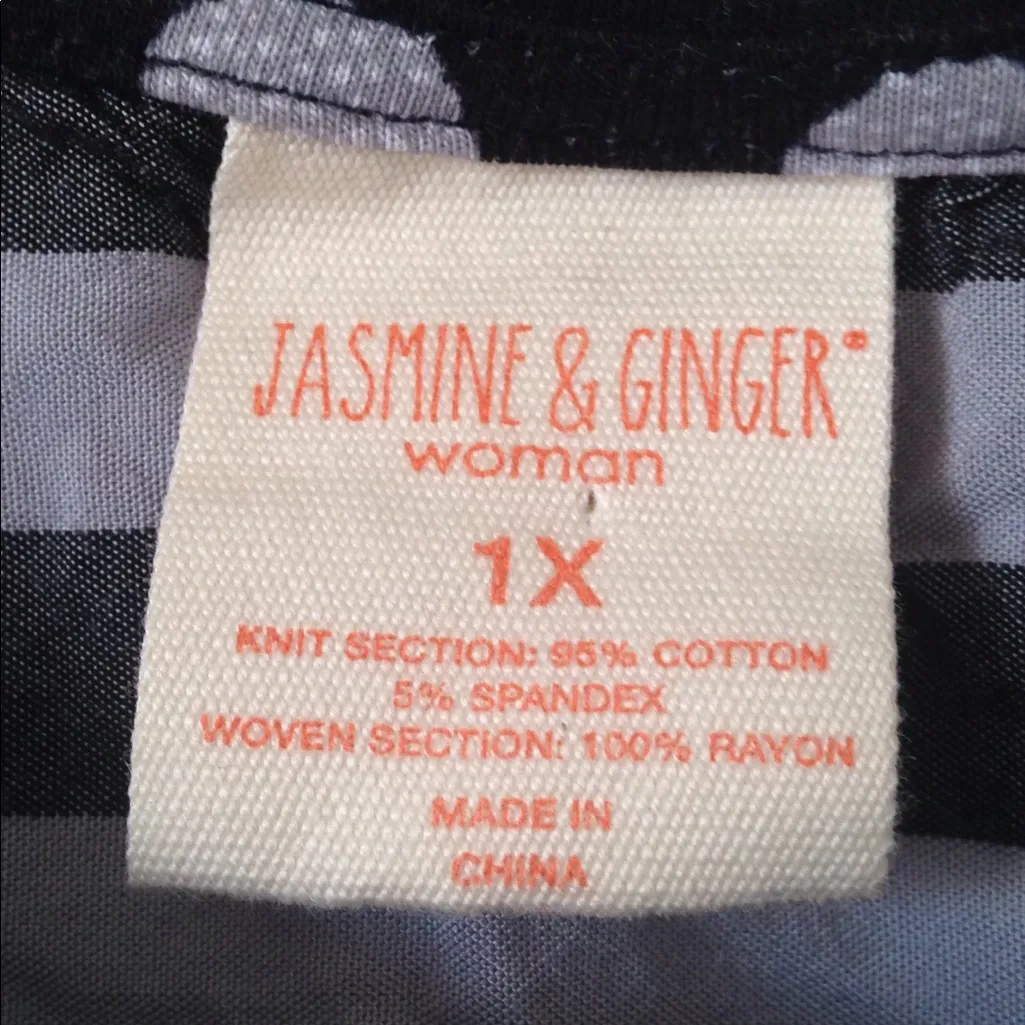 JASMINE & GINGER®
woman
1X
KNIT SECTION: 95% COTTON
5% SPANDEX
WOVEN SECTION: 100% RAYON
MADE IN
CHINA